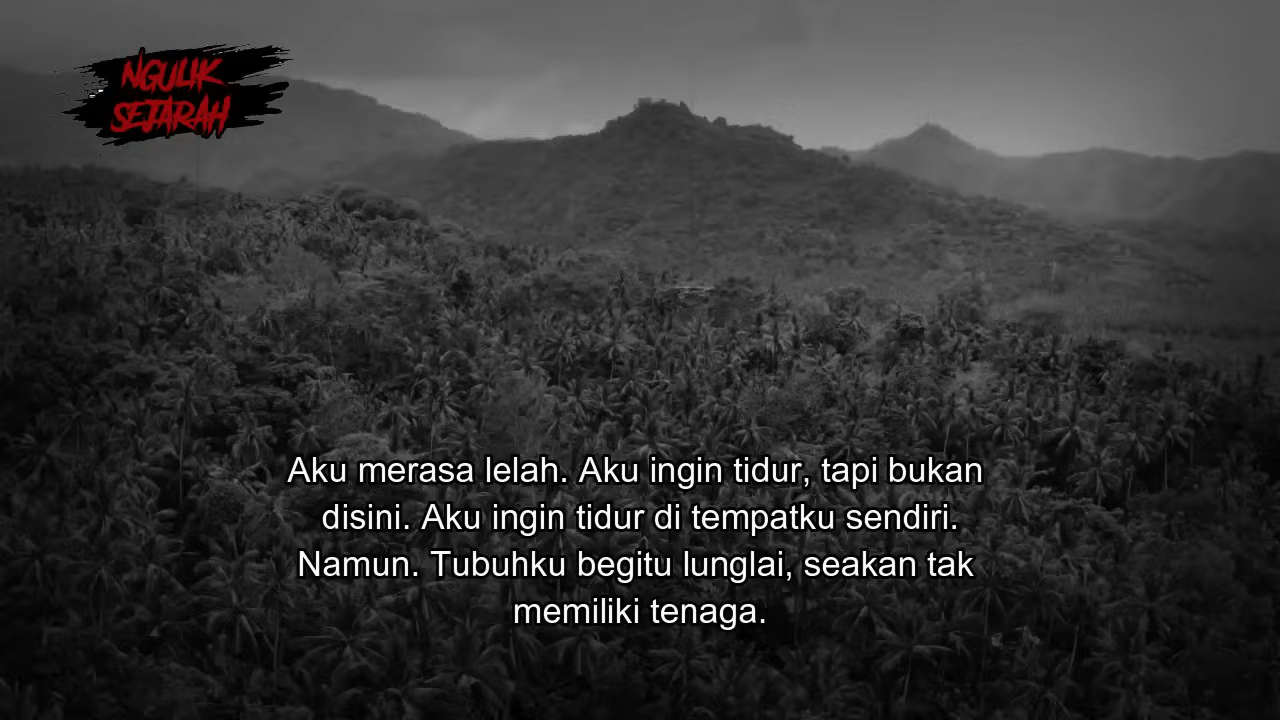 NGULIK
SEJARAH
Aku merasa lelah. Aku ingin tidur, tapi bukan
disini. Aku ingin tidur di tempatku sendiri.
Namun. Tubuhku begitu lunglai, seakan tak
memiliki tenaga.